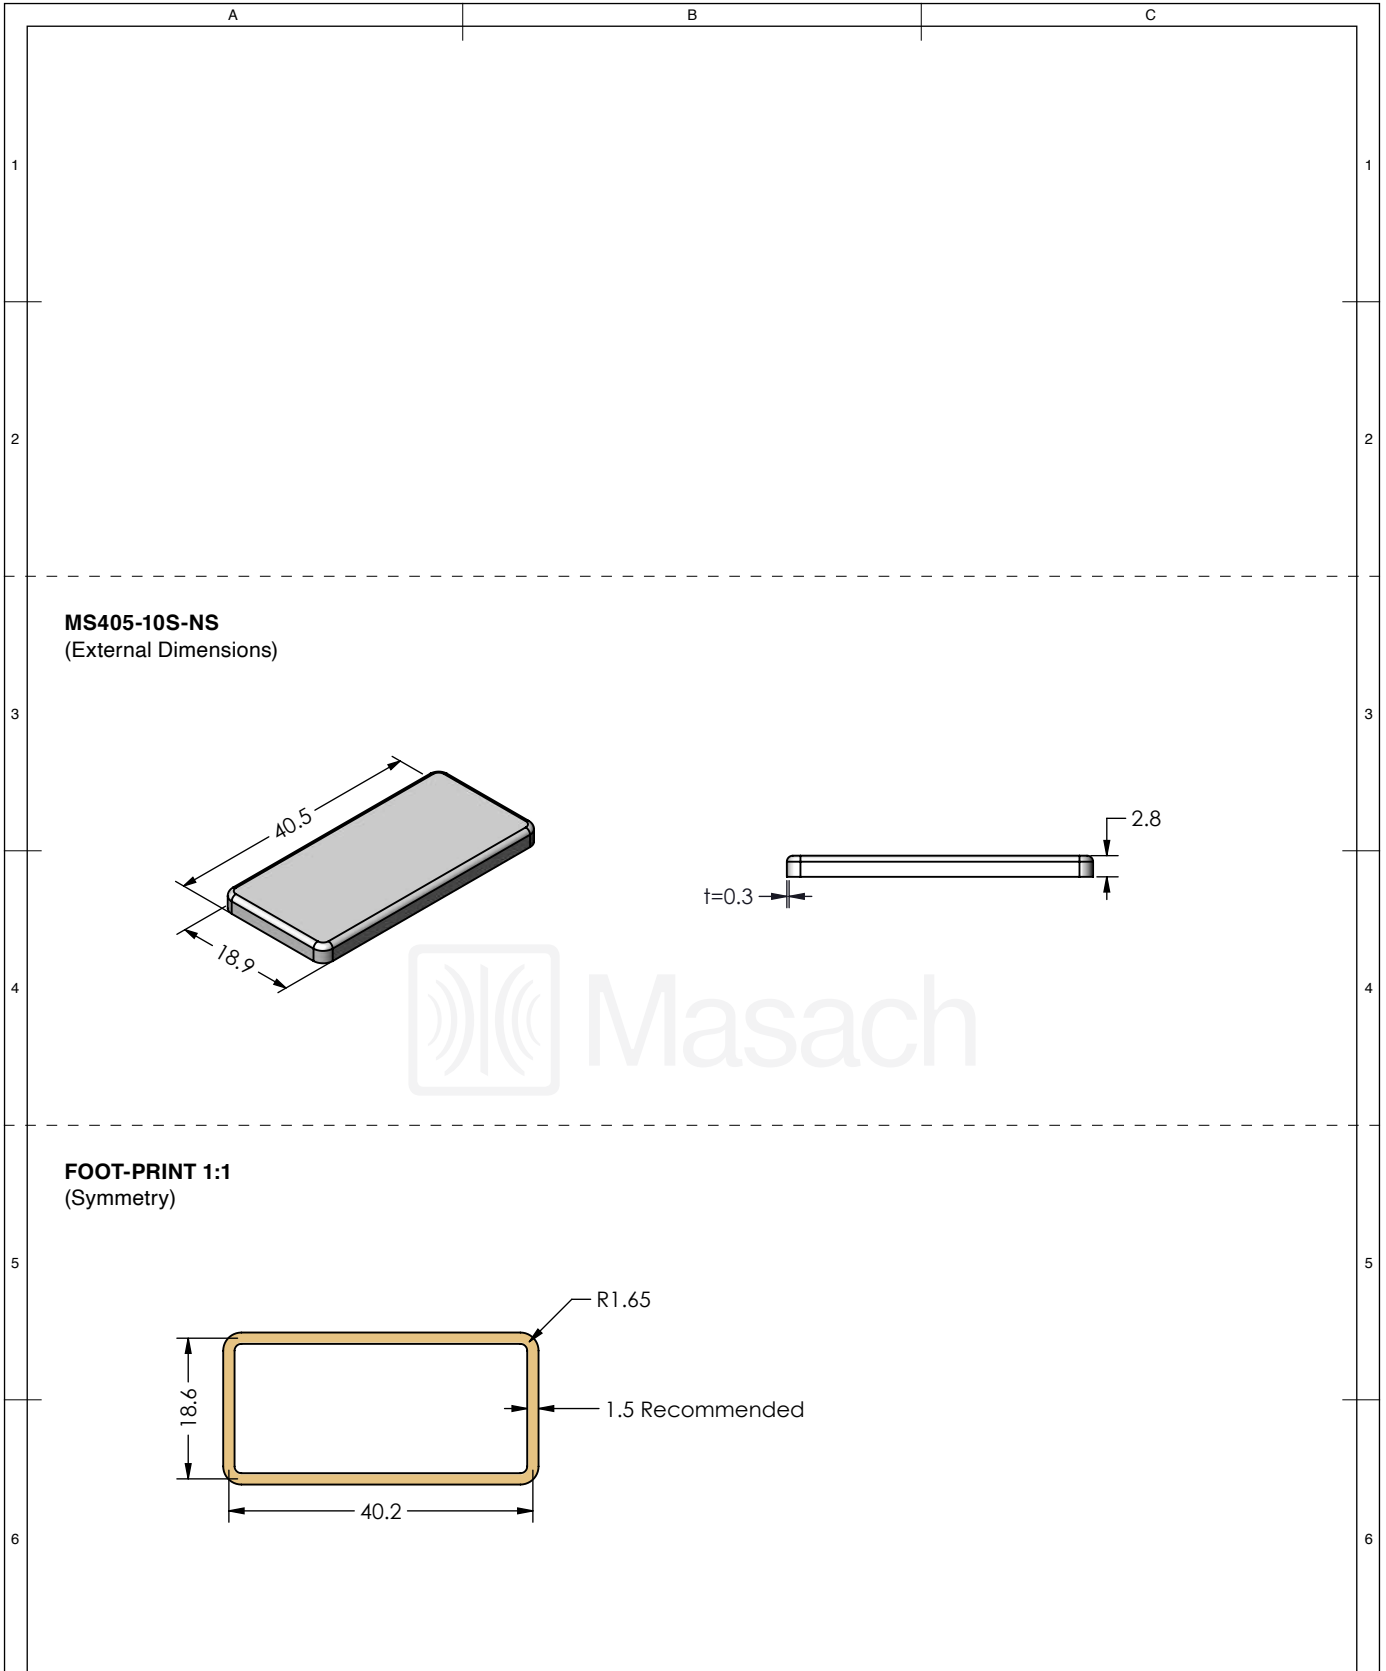 A B C
1 1
2 2
MS405-10S-NS
(External Dimensions)
3 3
40.5
2.8
t=0.3
18.9
Masach
4 4
FOOT-PRINT 1:1
(Symmetry)
5 5
R1.65
18.6
1.5 Recommended
40.2
6 6